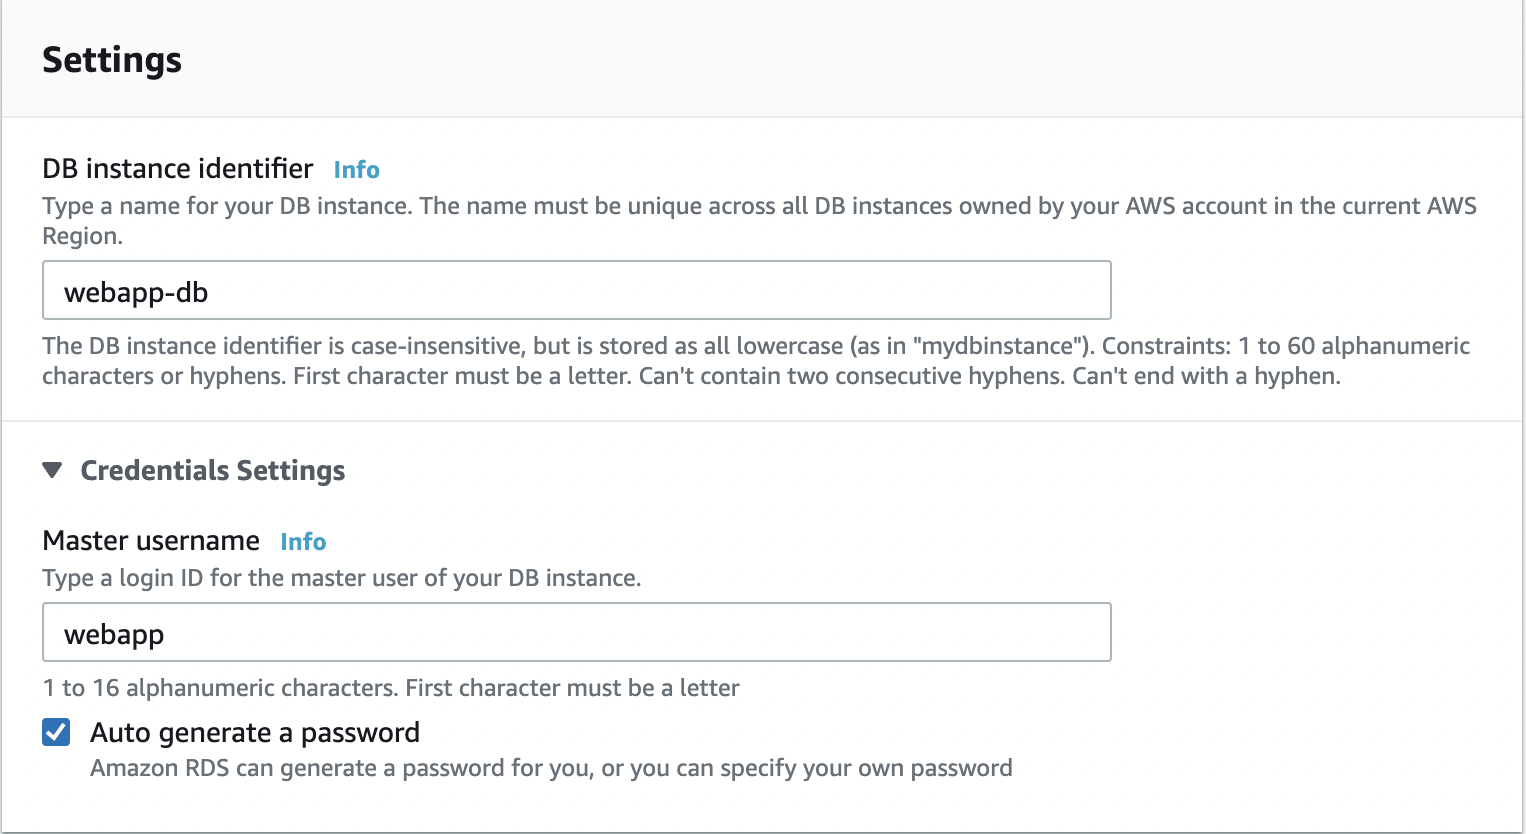 Settings
DB instance identifier Info
Type a name for your DB instance. The name must be unique across all DB instances owned by your AWS account in the current AWS
Region.
webapp-db
The DB instance identifier is case-insensitive, but is stored as all lowercase (as in "mydbinstance"). Constraints: 1 to 60 alphanumeric
characters or hyphens. First character must be a letter. Can't contain two consecutive hyphens. Can't end with a hyphen.
Credentials Settings
Master username Info
Type a login ID for the master user of your DB instance.
webapp
1 to 16 alphanumeric characters. First character must be a letter
Auto generate a password
Amazon RDS can generate a password for you, or you can specify your own password